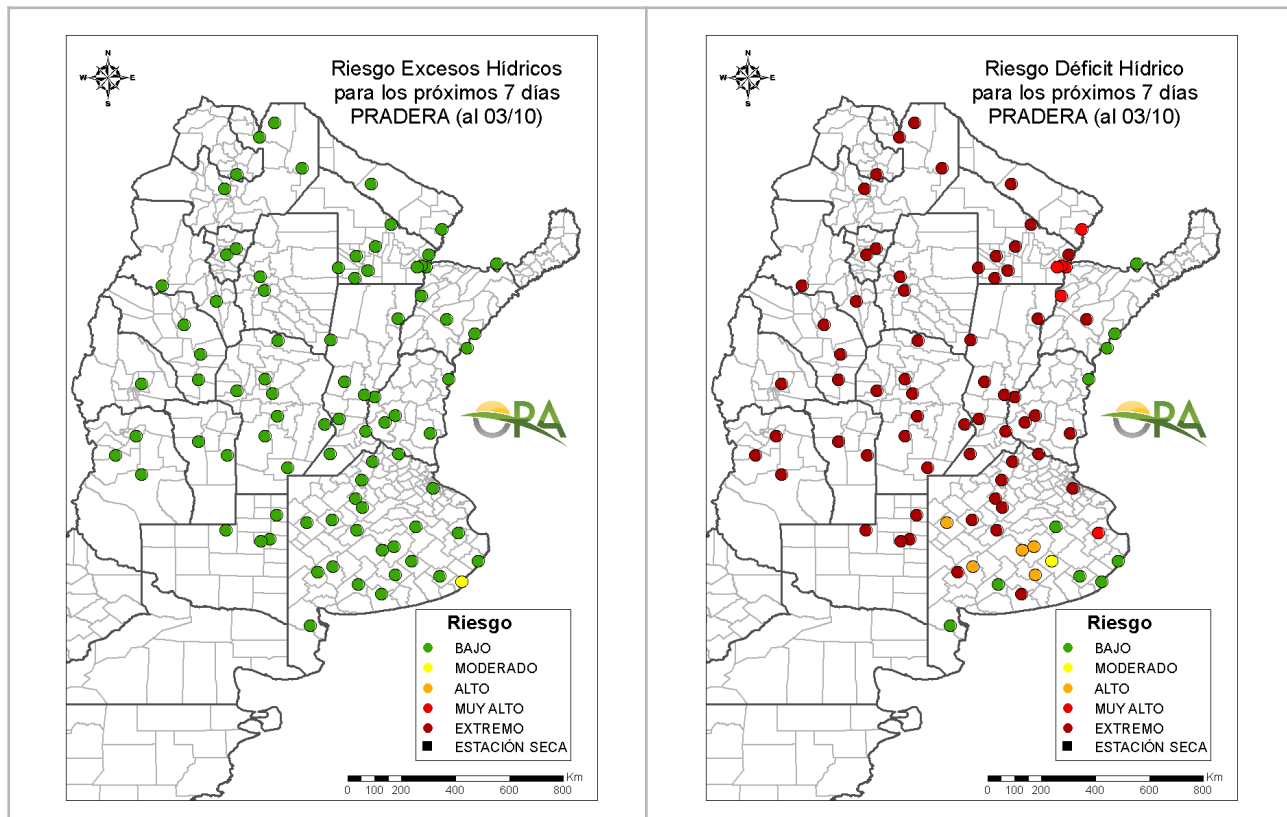 N
W E
S
Riesgo Excesos Hídricos
para los próximos 7 días
PRADERA (al 03/10)
ORA
Riesgo
BAJO
MODERADO
ALTO
MUY ALTO
EXTREMO
ESTACIÓN SECA
Km
0 100 200 400 600 800
N
W E
S
Riesgo Déficit Hídrico
para los próximos 7 días
PRADERA (al 03/10)
ORA
Riesgo
BAJO
MODERADO
ALTO
MUY ALTO
EXTREMO
ESTACIÓN SECA
Km
0 100 200 400 600 800